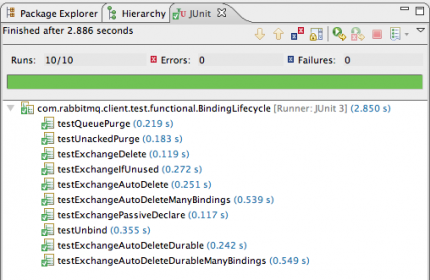 Package Explorer Hierarchy JUnit
Finished after 2.886 seconds
Runs: 10/10 Errors: 0 Failures: 0
com.rabbitmq.client.test.functional.BindingLifecycle [Runner: JUnit 3] (2.850 s)
testQueuePurge (0.219 s)
testUnackedPurge (0.183 s)
testExchangeDelete (0.119 s)
testExchangeIfUnused (0.272 s)
testExchangeAutoDelete (0.251 s)
testExchangeAutoDeleteManyBindings (0.539 s)
testExchangePassiveDeclare (0.117 s)
testUnbind (0.355 s)
testExchangeAutoDeleteDurable (0.242 s)
testExchangeAutoDeleteDurableManyBindings (0.549 s)